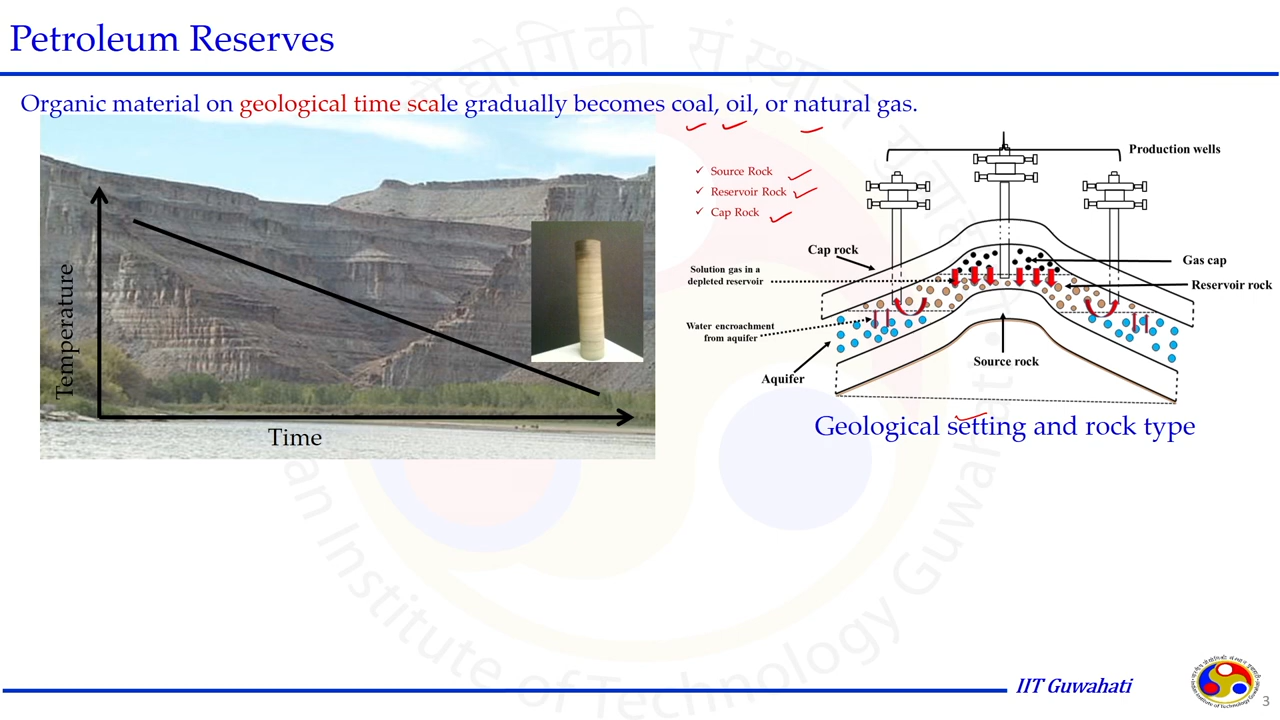 Petroleum Reserves
Organic material on geological time scale gradually becomes coal, oil, or natural gas.
Temperature
Time
✓ Source Rock
✓ Reservoir Rock
✓ Cap Rock
Production wells
Cap rock
Gas cap
Solution gas in a
depleted reservoir
Reservoir rock
Water encroachment
from aquifer
Source rock
Aquifer
Geological setting and rock type
IIT Guwahati
3